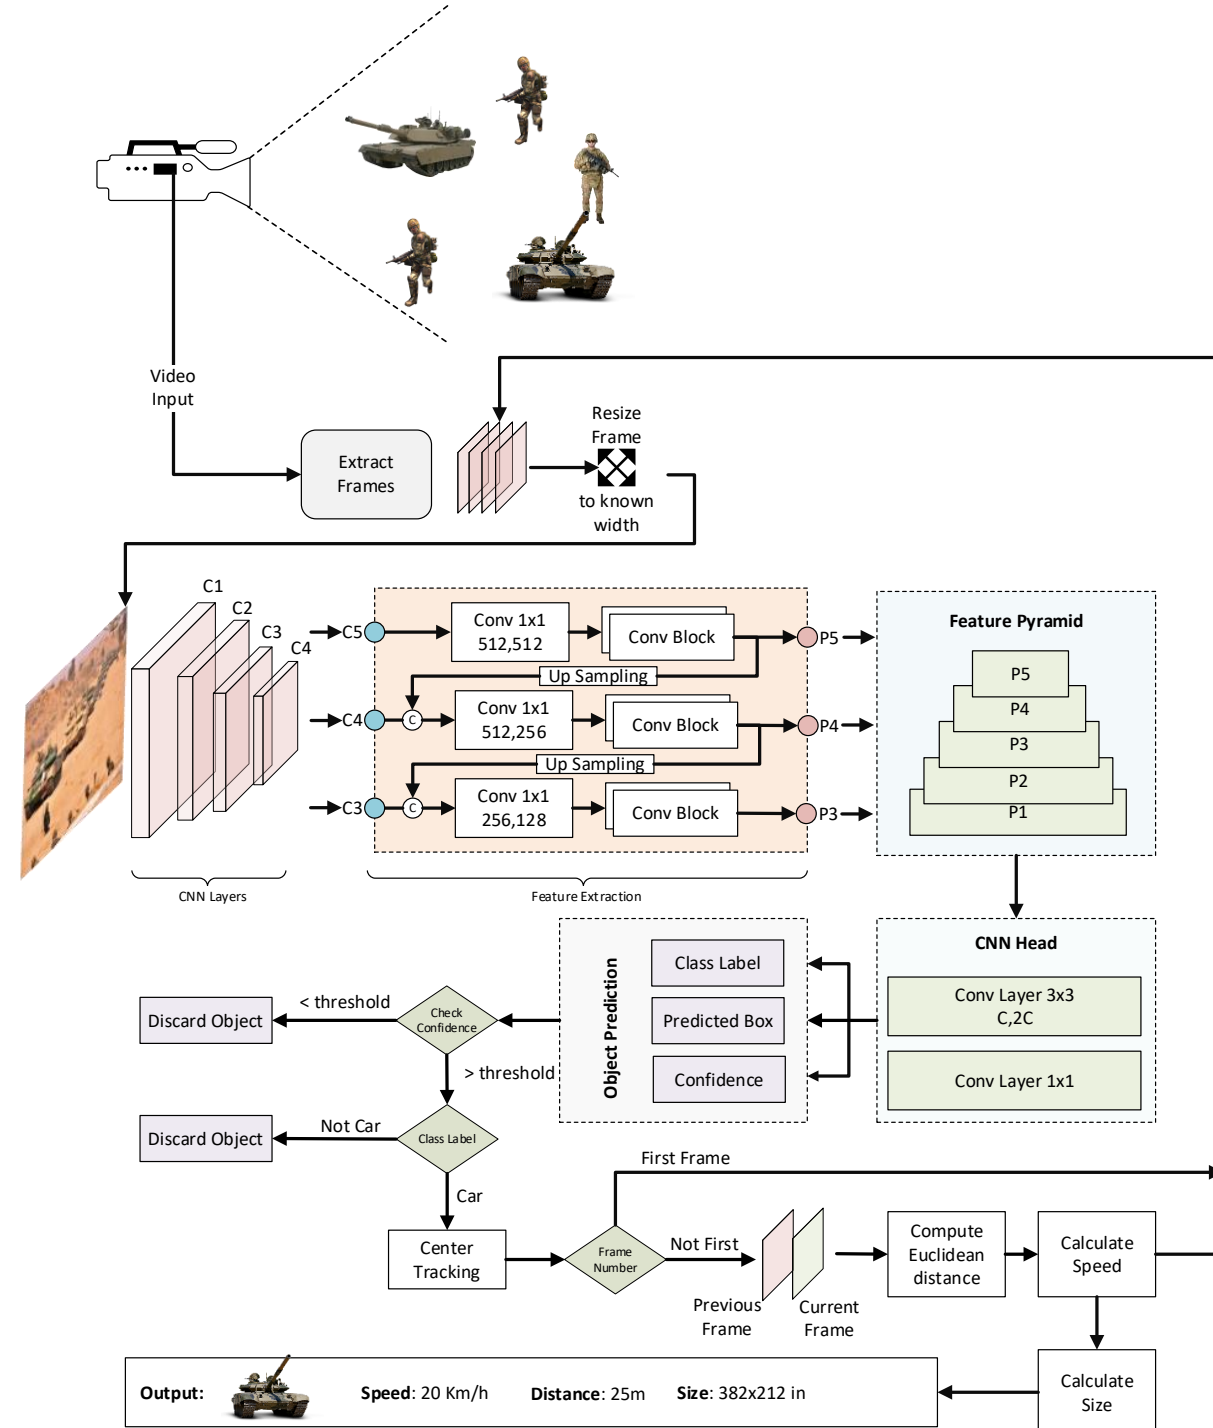 Video
Input
Extract
Frames
Resize
Frame
to known
width
C1
C2
C3
C4
CNN Layers
C5
Conv 1x1
512,512
Conv Block
P5
Up Sampling
C4
C
Conv 1x1
512,256
Conv Block
P4
Up Sampling
C3
C
Conv 1x1
256,128
Conv Block
P3
Feature Extraction
Feature Pyramid
P5
P4
P3
P2
P1
CNN Head
Conv Layer 3x3
C,2C
Conv Layer 1x1
Object Prediction
Class Label
Predicted Box
Confidence
Check
Confidence
< threshold
Discard Object
> threshold
Class Label
Not Car
Discard Object
Car
Center
Tracking
Frame
Number
First Frame
Not First
Previous
Frame
Current
Frame
Compute
Euclidean
distance
Calculate
Speed
Calculate
Size
Output: Speed: 20 Km/h Distance: 25m Size: 382x212 in